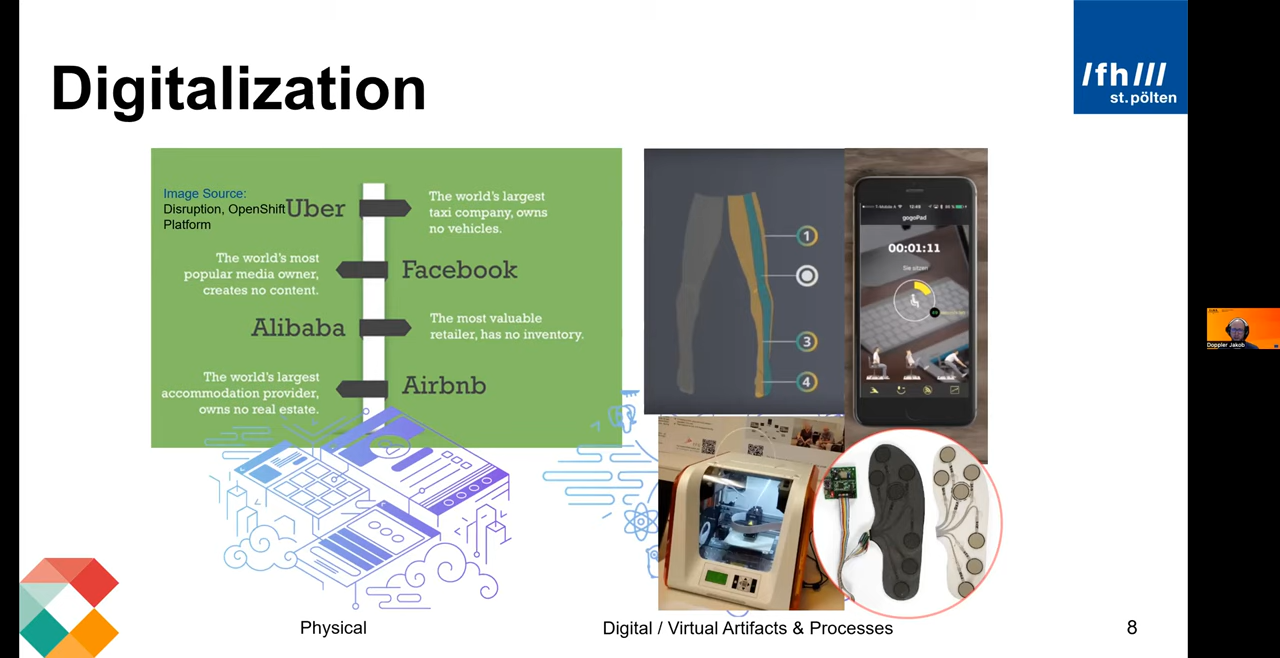 Digitalization
/fh///
st.pölten
Image Source:
Disruption, OpenShift
Platform
Uber
The world's largest
taxi company, owns
no vehicles.
The world's most
popular media owner,
creates no content.
Facebook
Alibaba
The most valuable
retailer, has no inventory.
The world's largest
accommodation provider,
owns no real estate.
Airbnb
1
3
4
gogoPad
00:01:11
Sie sitzen
Doppler Jakob
Physical
Digital / Virtual Artifacts & Processes
8